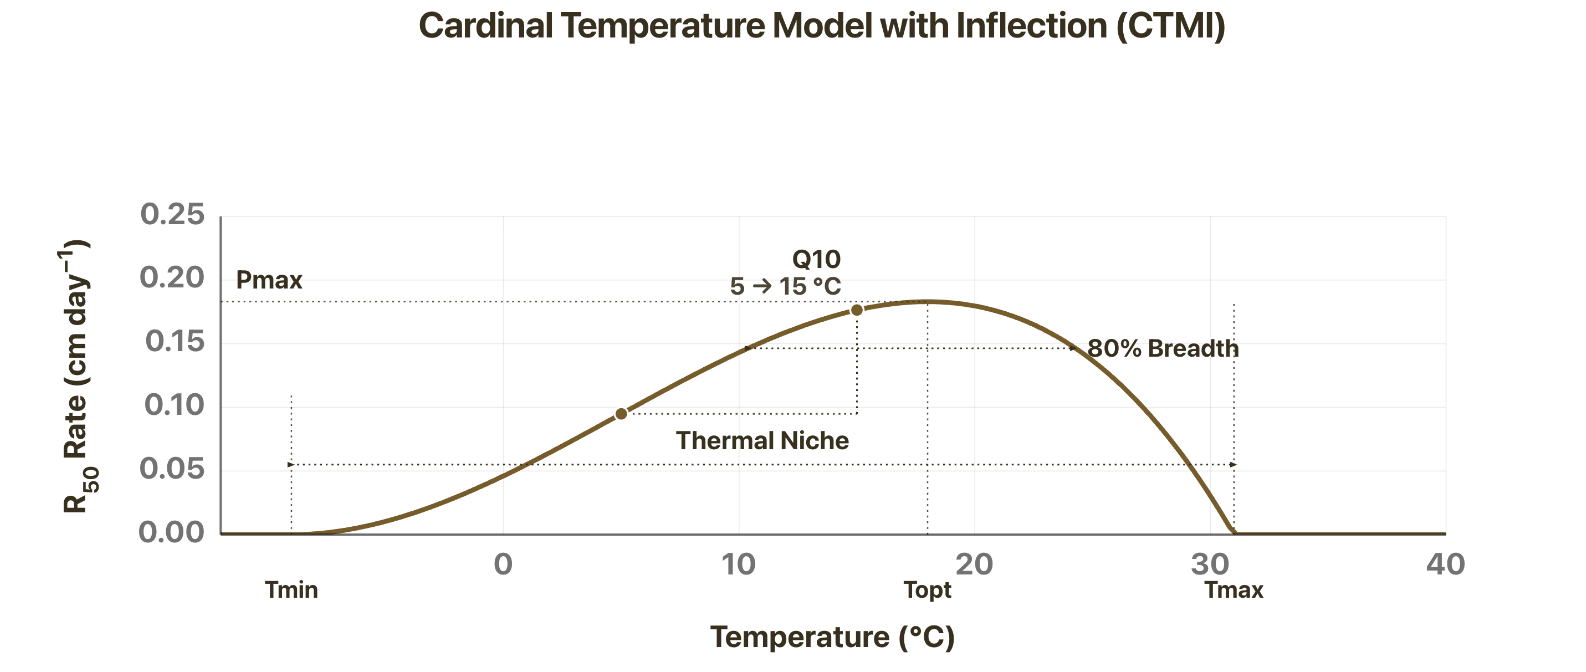 Cardinal Temperature Model with Inflection (CTMI)
R50 Rate (cm day−1)
0.25
0.20
0.15
0.10
0.05
0.00
Pmax
Q10
5 → 15 °C
80% Breadth
Thermal Niche
0
10
20
30
40
Tmin
Topt
Tmax
Temperature (°C)